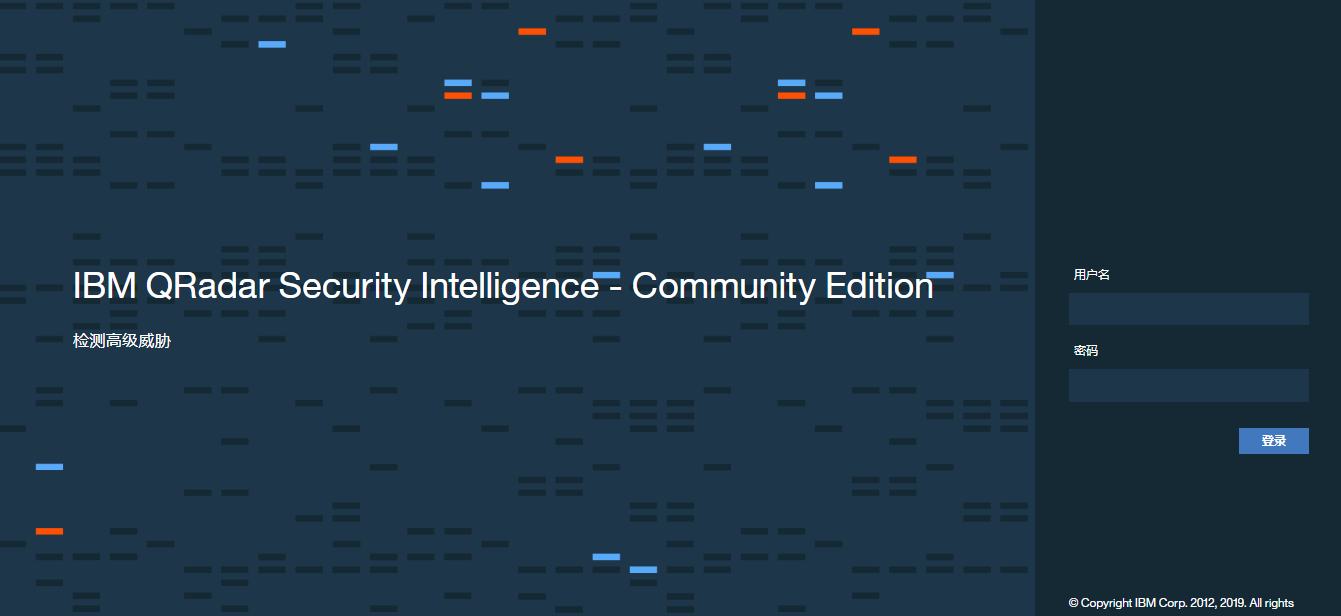 IBM QRadar Security Intelligence - Community Edition
检测高级威胁
用户名
密码
登录
© Copyright IBM Corp. 2012, 2019. All rights